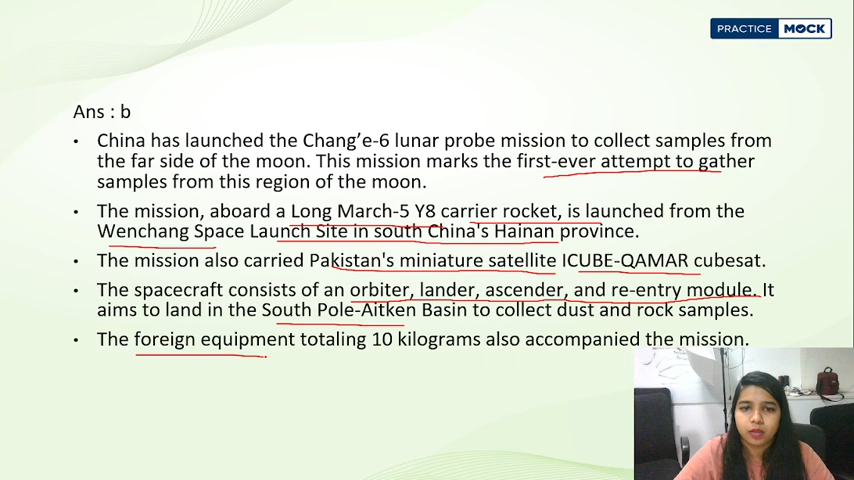 PRACTICE MOCK
Ans : b
• China has launched the Chang’e-6 lunar probe mission to collect samples from
the far side of the moon. This mission marks the first-ever attempt to gather
samples from this region of the moon.
• The mission, aboard a Long March-5 Y8 carrier rocket, is launched from the
Wenchang Space Launch Site in south China's Hainan province.
• The mission also carried Pakistan's miniature satellite ICUBE-QAMAR cubesat.
• The spacecraft consists of an orbiter, lander, ascender, and re-entry module. It
aims to land in the South Pole-Aitken Basin to collect dust and rock samples.
• The foreign equipment totaling 10 kilograms also accompanied the mission.